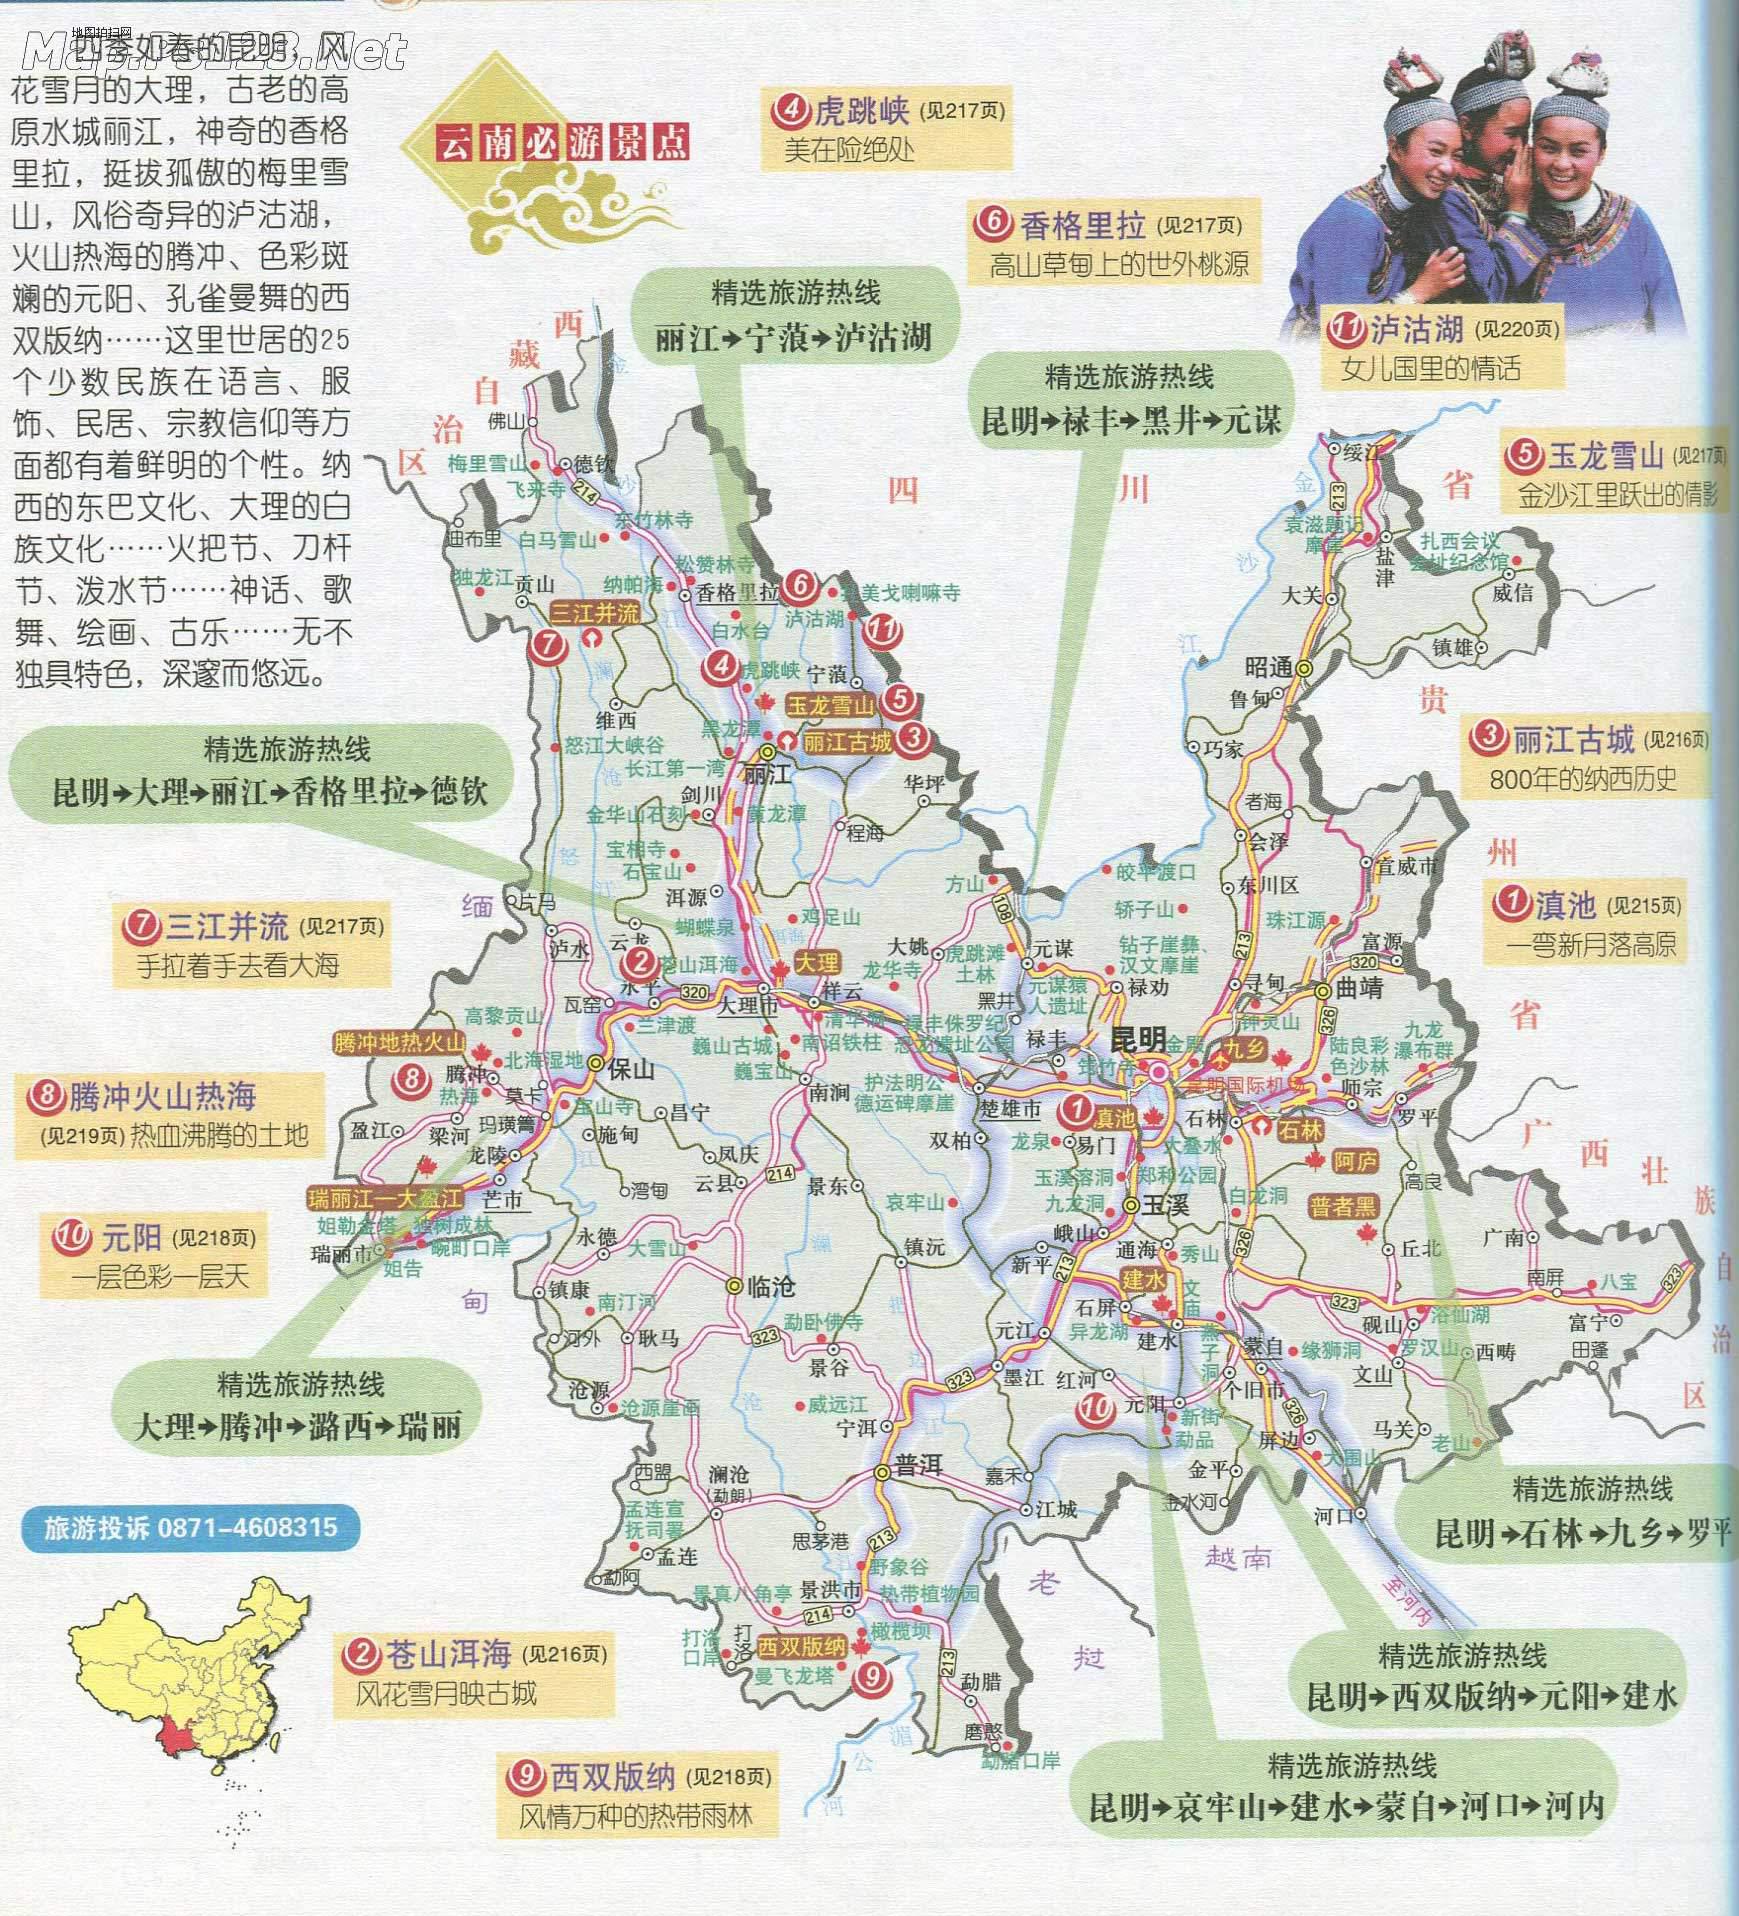 地图拍扫网
Map.Ps123.Net
四季如春的昆明，风
花雪月的大理，古老的高
原水城丽江，神奇的香格
里拉，挺拔孤傲的梅里雪
山，风俗奇异的泸沽湖，
火山热海的腾冲、色彩斑
斓的元阳、孔雀曼舞的西
双版纳……这里世居的25
个少数民族在语言、服
饰、民居、宗教信仰等方
面都有着鲜明的个性。纳
西的东巴文化、大理的白
族文化……火把节、刀杆
节、泼水节……神话、歌
舞、绘画、古乐……无不
独具特色，深邃而悠远。
云南必游景点
4 虎跳峡 (见217页)
美在险绝处
6 香格里拉 (见217页)
高山草甸上的世外桃源
11 泸沽湖 (见220页)
女儿国里的情话
5 玉龙雪山 (见217页
金沙江里跃出的倩影
3 丽江古城 (见216页)
800年的纳西历史
1 滇池 (见215页)
一弯新月落高原
7 三江并流 (见217页)
手拉着手去看大海
8 腾冲火山热海
(见219页) 热血沸腾的土地
10 元阳 (见218页)
一层色彩一层天
2 苍山洱海 (见216页)
风花雪月映古城
9 西双版纳 (见218页)
风情万种的热带雨林
精选旅游热线
丽江→宁蒗→泸沽湖
精选旅游热线
昆明→禄丰→黑井→元谋
精选旅游热线
昆明→大理→丽江→香格里拉→德钦
精选旅游热线
大理→腾冲→潞西→瑞丽
精选旅游热线
昆明→石林→九乡→罗平
精选旅游热线
昆明→西双版纳→元阳→建水
精选旅游热线
昆明→哀牢山→建水→蒙自→河口→河内
旅游投诉 0871-4608315
西
藏
自
治
区
四
川
省
贵
州
省
广
西
壮
族
自
治
区
缅
甸
老
挝
越南
至河内
佛山
梅里雪山
德钦
飞来寺
214
东竹林寺
迪布里
白马雪山
独龙江
贡山
松赞林寺
纳帕海
香格里拉
6
泸沽湖
11
白水台
三江并流
7
4
虎跳峡
宁蒗
维西
玉龙雪山
5
黑龙潭
丽江古城
3
怒江大峡谷
长江第一湾
丽江
剑川
华坪
金华山石刻
黄龙潭
程海
宝相寺
石宝山
洱源
片马
泸水
云龙
蝴蝶泉
鸡足山
2
苍山洱海
大理
永平
320
大理市
祥云
瓦窑
高黎贡山
兰津渡
清华洞
腾冲地热火山
北海湿地
保山
巍山古城
南诏铁柱
巍宝山
8
腾冲
热海
莫卡
南涧
护法明公
德运碑摩崖
盈江
梁河
玛璜箐
宝山寺
昌宁
施甸
龙陵
凤庆
214
瑞丽江—大盈江
芒市
湾甸
云县
景东
哀牢山
姐勒金塔
独树成林
瑞丽市
畹町口岸
姐告
永德
大雪山
镇沅
镇康
临沧
南汀河
勐卧佛寺
河外
耿马
323
景谷
沧源
沧源崖画
威远江
宁洱
西盟
澜沧
(勐朗)
普洱
孟连宣
抚司署
思茅港
孟连
213
勐阿
野象谷
景真八角亭
景洪市
热带植物园
214
打洛
口岸
打洛
西双版纳
橄榄坝
曼飞龙塔
9
213
勐腊
磨憨
勐腊口岸
湄
公
河
嘉禾
江城
墨江
323
元江
红河
元阳
10
新街
勐品
金平
金水河
屏边
大围山
河口
326
个旧市
蒙自
燕子洞
建水
文庙
石屏
异龙湖
缘狮洞
文山
罗汉山
西畴
马关
老山
砚山
浴仙湖
323
富宁
田蓬
八宝
南屏
广南
323
丘北
普者黑
高良
阿庐
石林
石林
罗平
师宗
九龙
瀑布群
陆良彩
色沙林
九乡
昆明国际机场
昆明
金殿
筇竹寺
滇池
1
大叠水
易门
龙泉
玉溪溶洞
郑和公园
九龙洞
玉溪
白龙洞
峨山
新平
通海
秀山
213
326
双柏
楚雄市
禄丰
禄丰侏罗纪
恐龙遗址公园
黑井
元谋猿
人遗址
禄劝
元谋
虎跳滩
土林
龙华寺
大姚
方山
108
皎平渡口
轿子山
钻子崖彝、
汉文摩崖
213
寻甸
钟灵山
曲靖
326
320
富源
珠江源
宣威市
东川区
会泽
者海
巧家
鲁甸
昭通
镇雄
大关
威信
扎西会议
会址纪念馆
盐津
袁滋题记
摩崖
213
绥江
金
沙
江